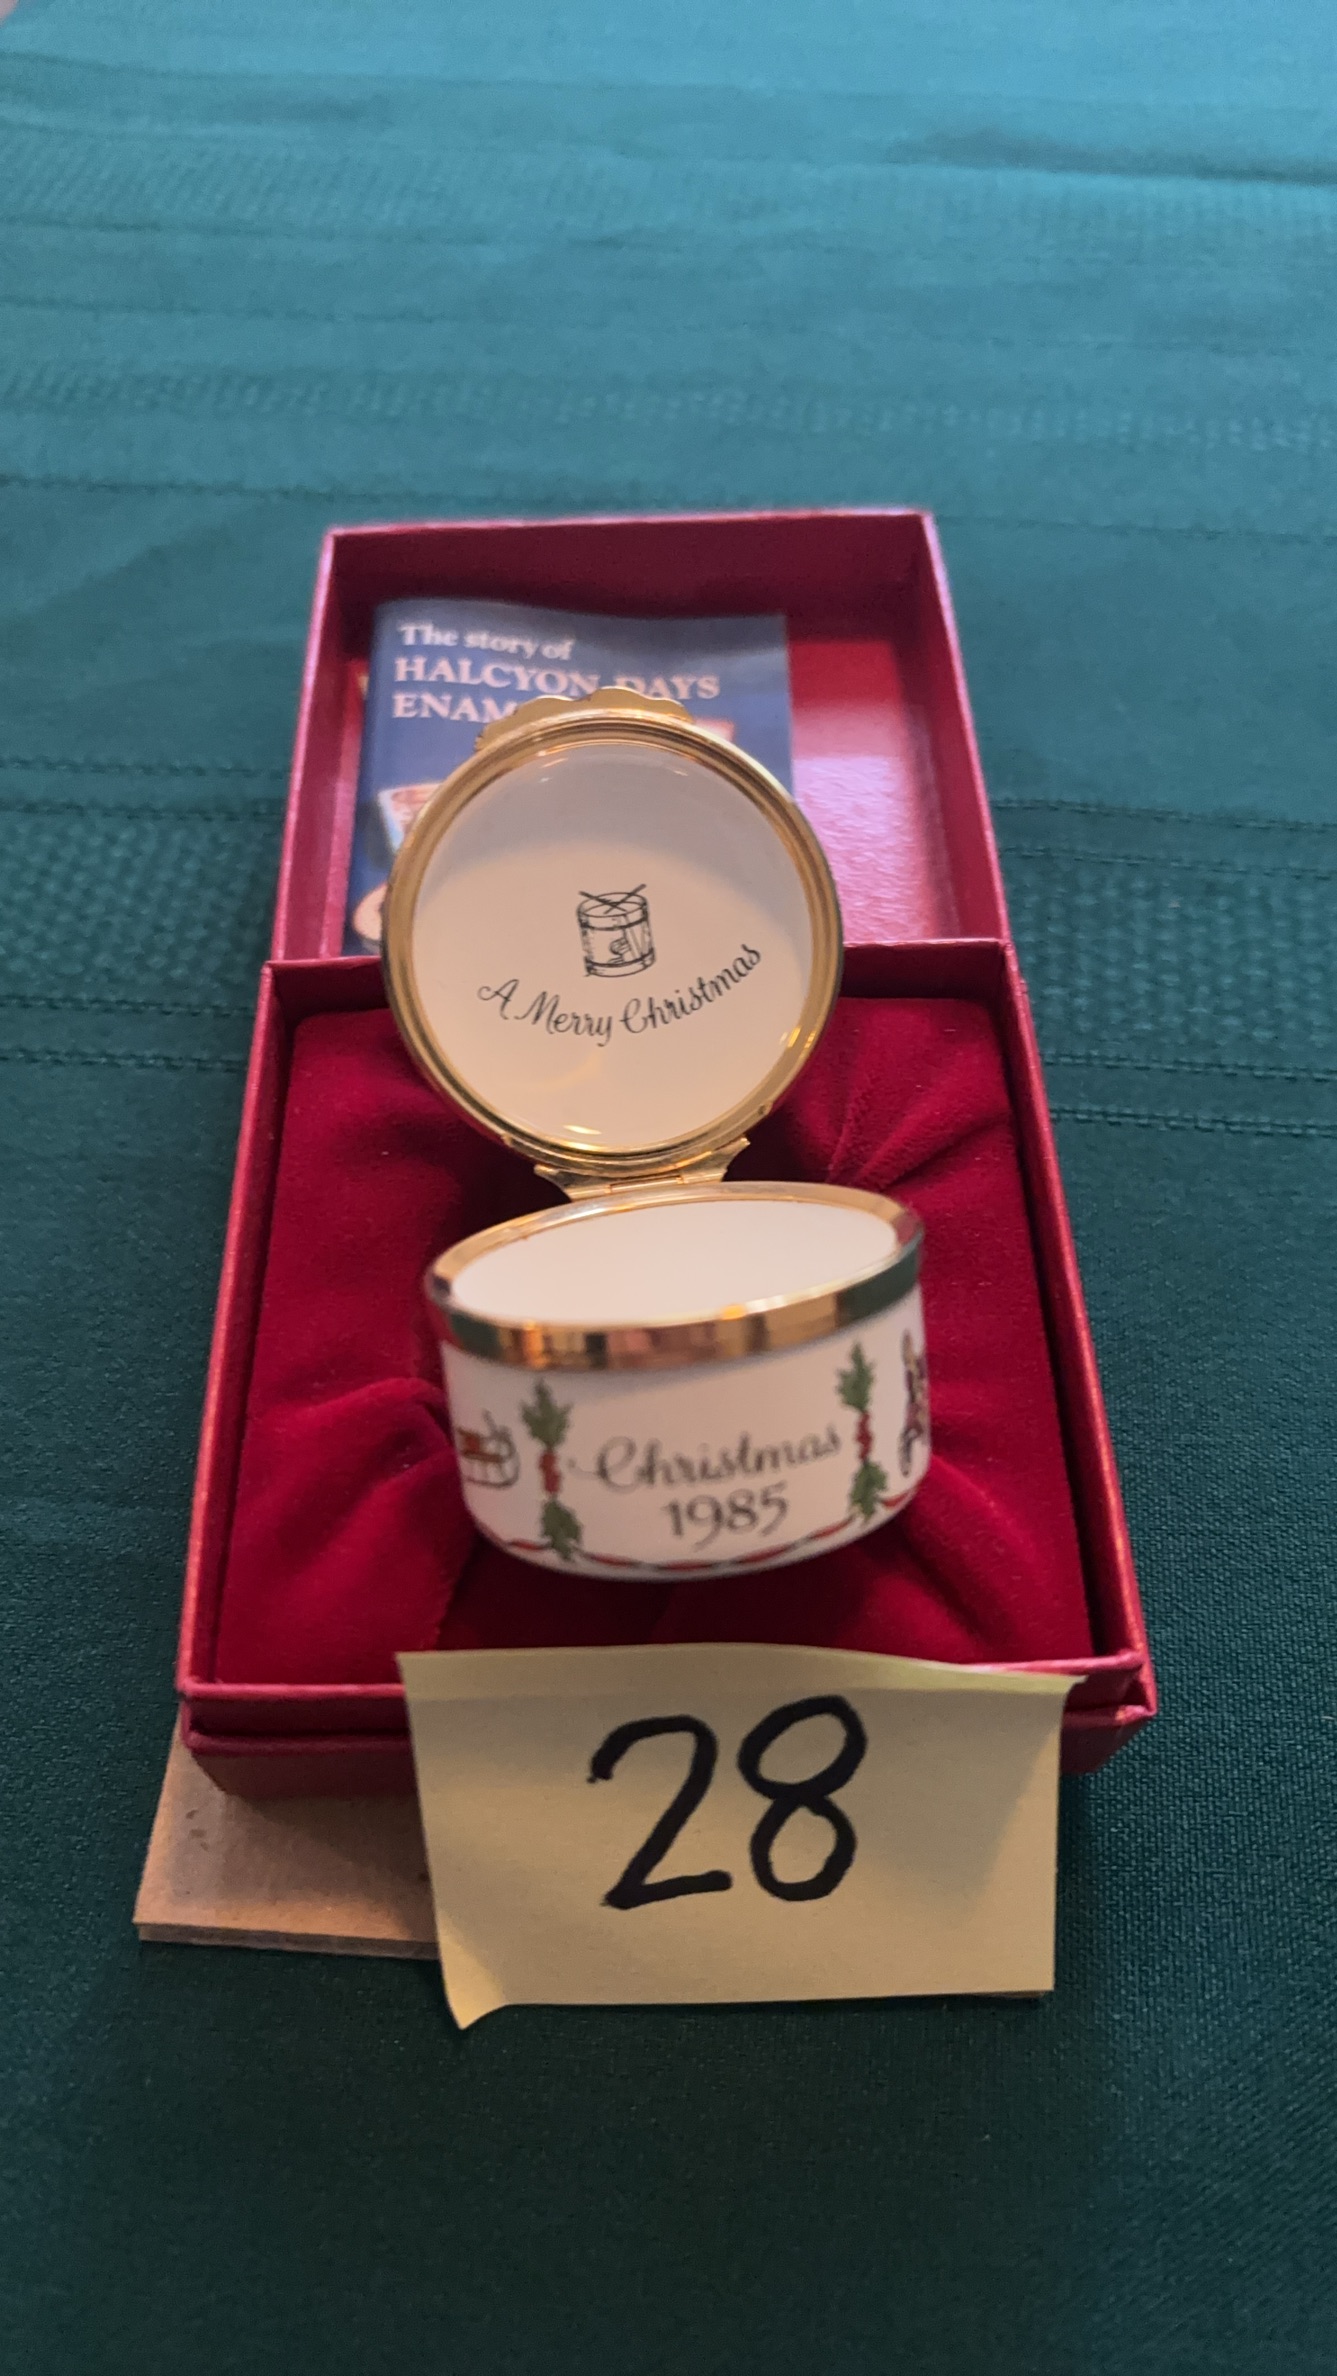 The story of
HALCYON DAYS
ENAM
A Merry Christmas
Christmas
1985
28